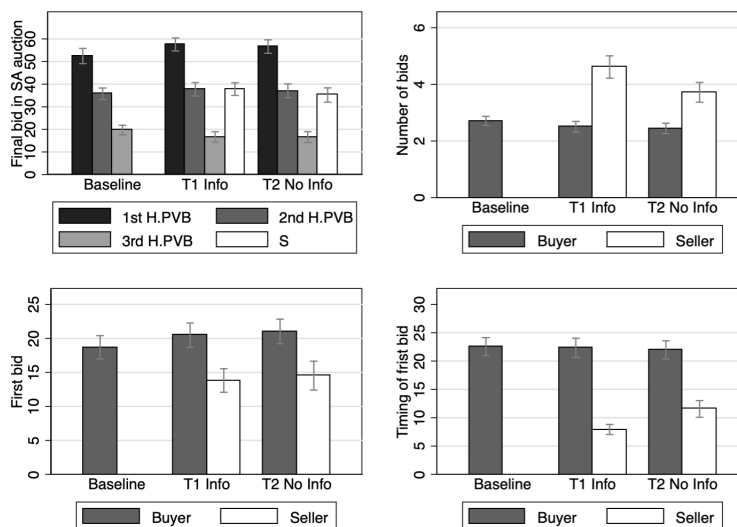 Final bid in SA auction
60
50
40
30
20
10
0
Baseline T1 Info T2 No Info
1st H.PVB 2nd H.PVB
3rd H.PVB S
Number of bids
6
4
2
0
Baseline T1 Info T2 No Info
Buyer Seller
First bid
25
20
15
10
5
0
Baseline T1 Info T2 No Info
Buyer Seller
Timing of frist bid
30
25
20
15
10
5
0
Baseline T1 Info T2 No Info
Buyer Seller